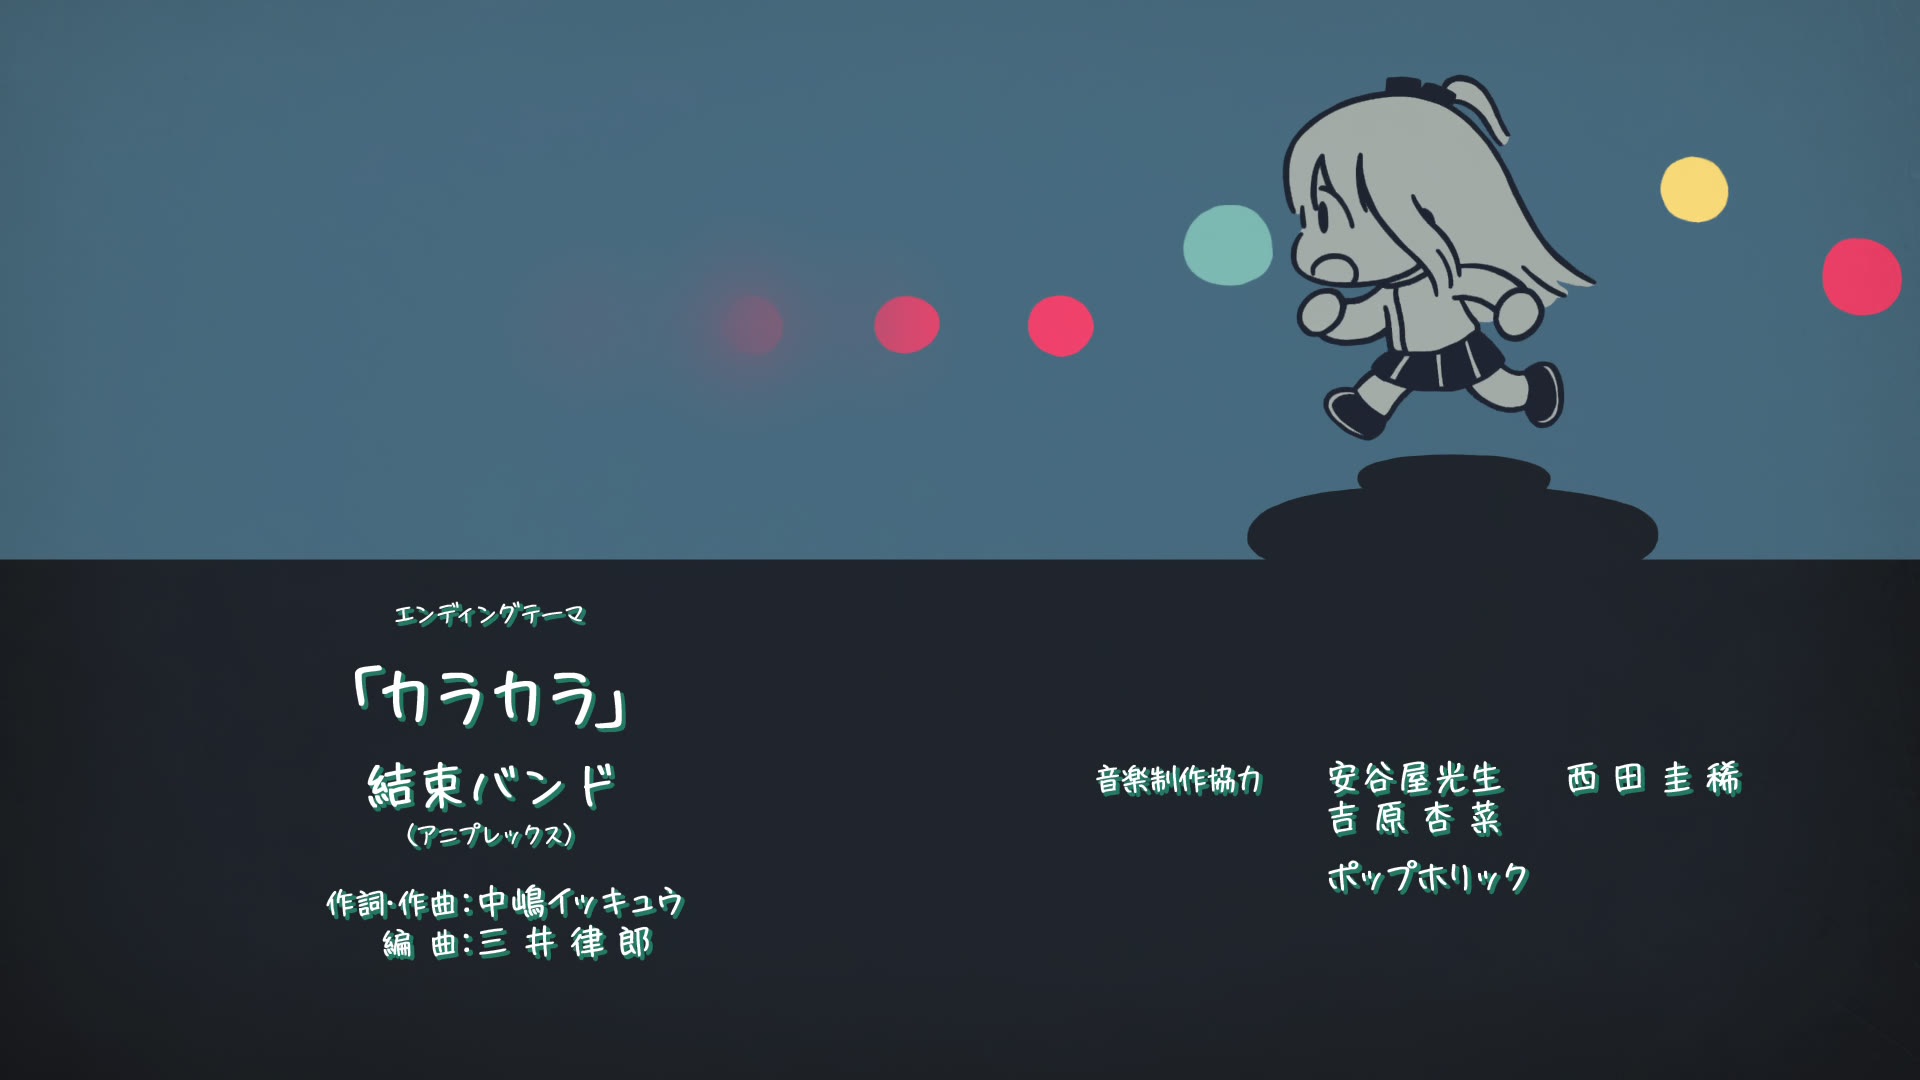 エンディングテーマ
「カラカラ」
結束バンド
(アニプレックス)
作詞・作曲：中嶋イッキュウ
編 曲：三 井 律 郎
音楽制作協力 安谷屋光生 西 田 圭 稀
吉 原 杏 菜
ポップホリック